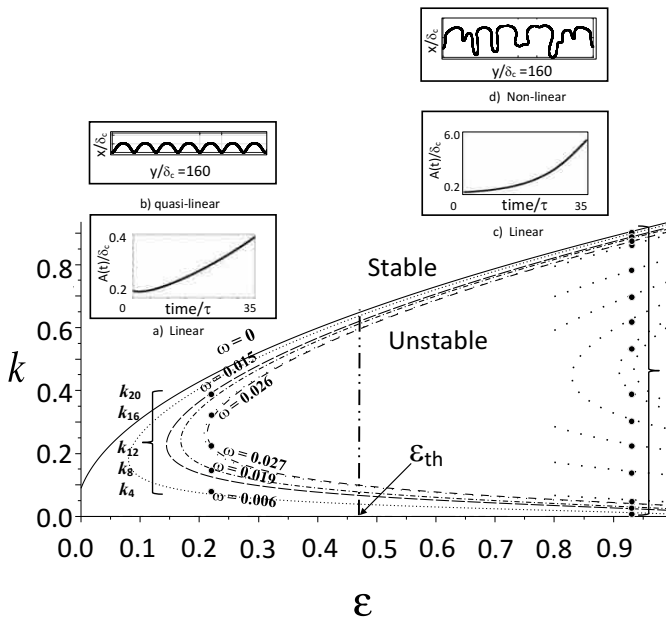 x/δc
y/δc =160
d) Non-linear
x/δc
y/δc =160
b) quasi-linear
A(t)/δc
6.0
0.2
time/τ
35
c) Linear
A(t)/δc
0.4
0.2
0
time/τ
35
a) Linear
Stable
Unstable
ω = 0
ω = 0.015
ω = 0.026
ω = 0.027
ω = 0.019
ω = 0.006
k20
k16
k12
k8
k4
εth
k
0.8
0.6
0.4
0.2
0.0
0.0 0.1 0.2 0.3 0.4 0.5 0.6 0.7 0.8 0.9
ε